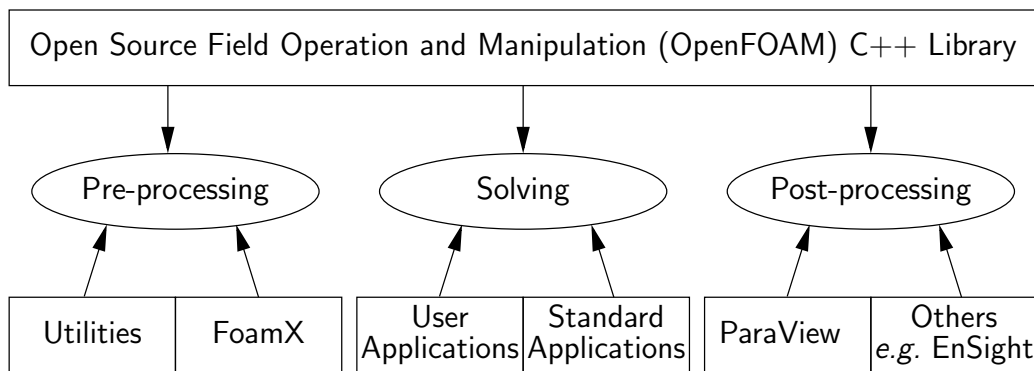 Open Source Field Operation and Manipulation (OpenFOAM) C++ Library
Pre-processing
Solving
Post-processing
Utilities
FoamX
User
Applications
Standard
Applications
ParaView
Others
e.g. EnSight